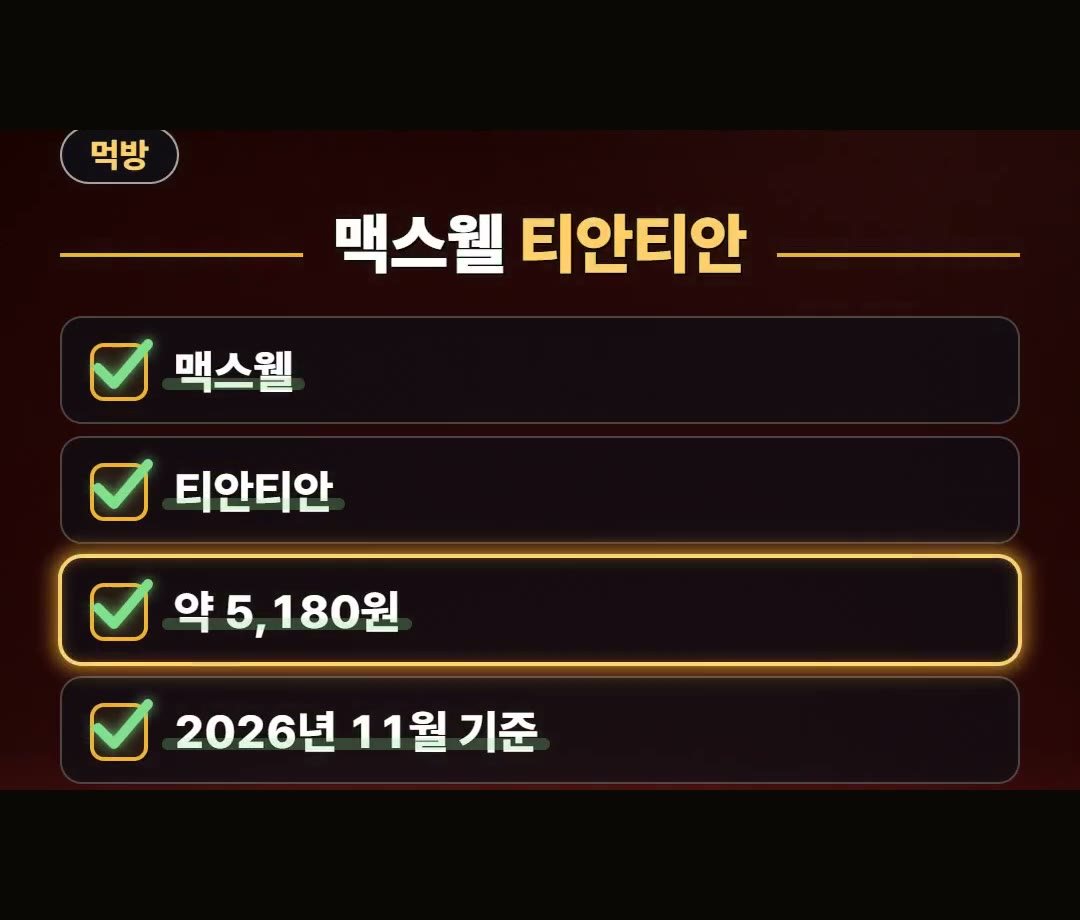 먹방
맥스웰 티안티안
맥스웰
티안티안
약 5,180원
2026년 11월 기준